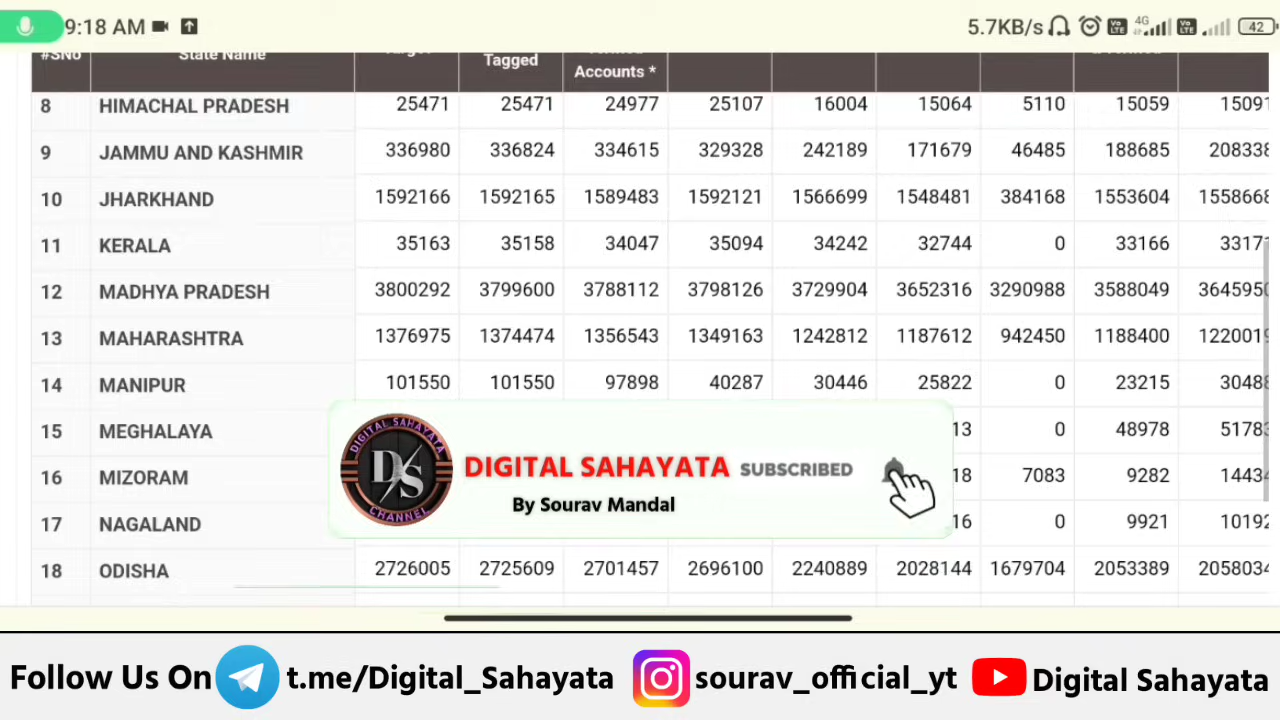 9:18 AM 5.7KB/s 4G 42
#SNo State Name
Tagged
Accounts *
8 HIMACHAL PRADESH 25471 25471 24977 25107 16004 15064 5110 15059 15091
9 JAMMU AND KASHMIR 336980 336824 334615 329328 242189 171679 46485 188685 208338
10 JHARKHAND 1592166 1592165 1589483 1592121 1566699 1548481 384168 1553604 1558668
11 KERALA 35163 35158 34047 35094 34242 32744 0 33166 33171
12 MADHYA PRADESH 3800292 3799600 3788112 3798126 3729904 3652316 3290988 3588049 3645950
13 MAHARASHTRA 1376975 1374474 1356543 1349163 1242812 1187612 942450 1188400 1220019
14 MANIPUR 101550 101550 97898 40287 30446 25822 0 23215 30488
15 MEGHALAYA 13 0 48978 51783
16 MIZORAM 18 7083 9282 14434
17 NAGALAND 16 0 9921 10192
18 ODISHA 2726005 2725609 2701457 2696100 2240889 2028144 1679704 2053389 2058034
DIGITAL SAHAYATA
D/S
CHANNEL
DIGITAL SAHAYATA SUBSCRIBED
By Sourav Mandal
Follow Us On t.me/Digital_Sahayata sourav_official_yt Digital Sahayata